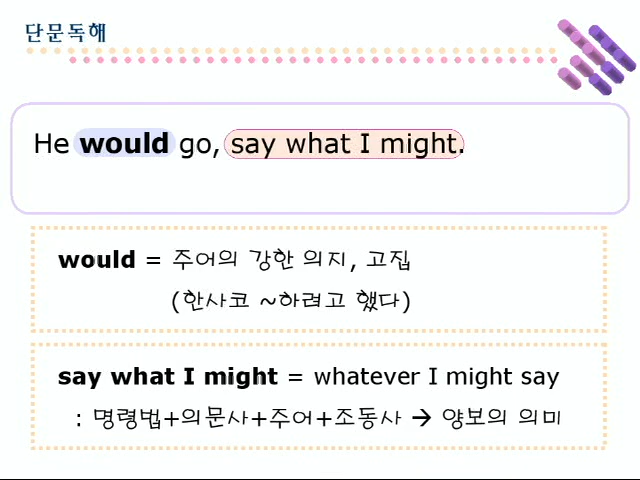 단문독해
He would go, say what I might.
would = 주어의 강한 의지, 고집
(한사코 ~하려고 했다)
say what I might = whatever I might say
: 명령법+의문사+주어+조동사 → 양보의 의미